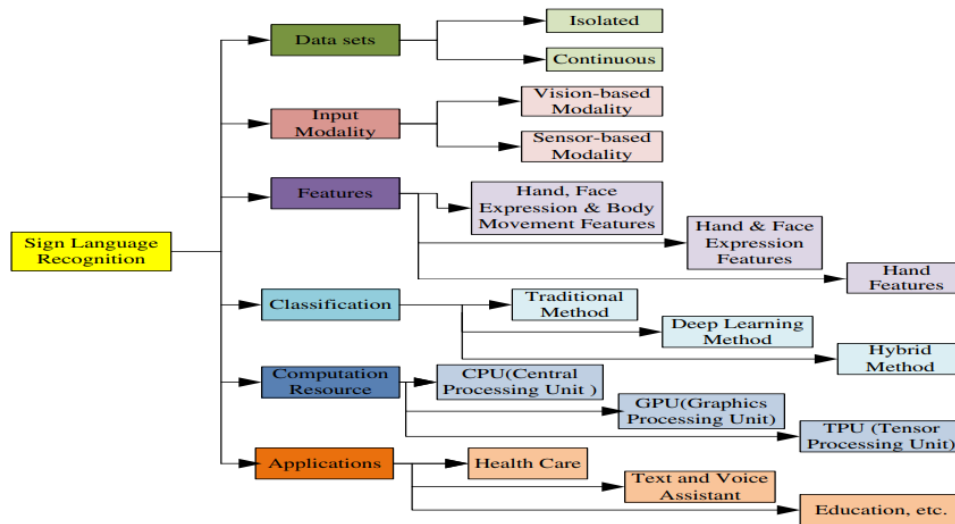 Data sets
Isolated
Continuous
Input
Modality
Vision-based
Modality
Sensor-based
Modality
Features
Hand, Face
Expression & Body
Movement Features
Hand & Face
Expression
Features
Hand
Features
Sign Language
Recognition
Classification
Traditional
Method
Deep Learning
Method
Hybrid
Method
Computation
Resource
CPU(Central
Processing Unit )
GPU(Graphics
Processing Unit)
TPU (Tensor
Processing Unit)
Applications
Health Care
Text and Voice
Assistant
Education, etc.